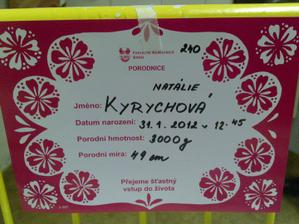 240
FAKULTNÍ NEMOCNICE
BRNO
PORODNICE
NATÁLIE
Jméno: KYRYCHOVÁ
Datum narození: 31.1.2012 v 12.45
Porodní hmotnost: 3000g
Porodní míra: 49 cm
Přejeme šťastný
vstup do života